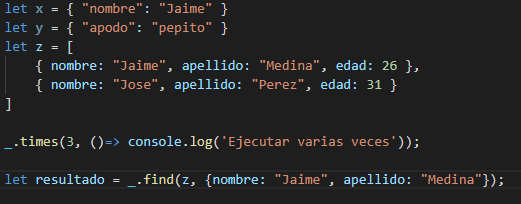 let x = { "nombre": "Jaime" }
let y = { "apodo": "pepito" }
let z = [
    { nombre: "Jaime", apellido: "Medina", edad: 26 },
    { nombre: "Jose", apellido: "Perez", edad: 31 }
]

_.times(3, ()=> console.log('Ejecutar varias veces'));

let resultado = _.find(z, {nombre: "Jaime", apellido: "Medina"});